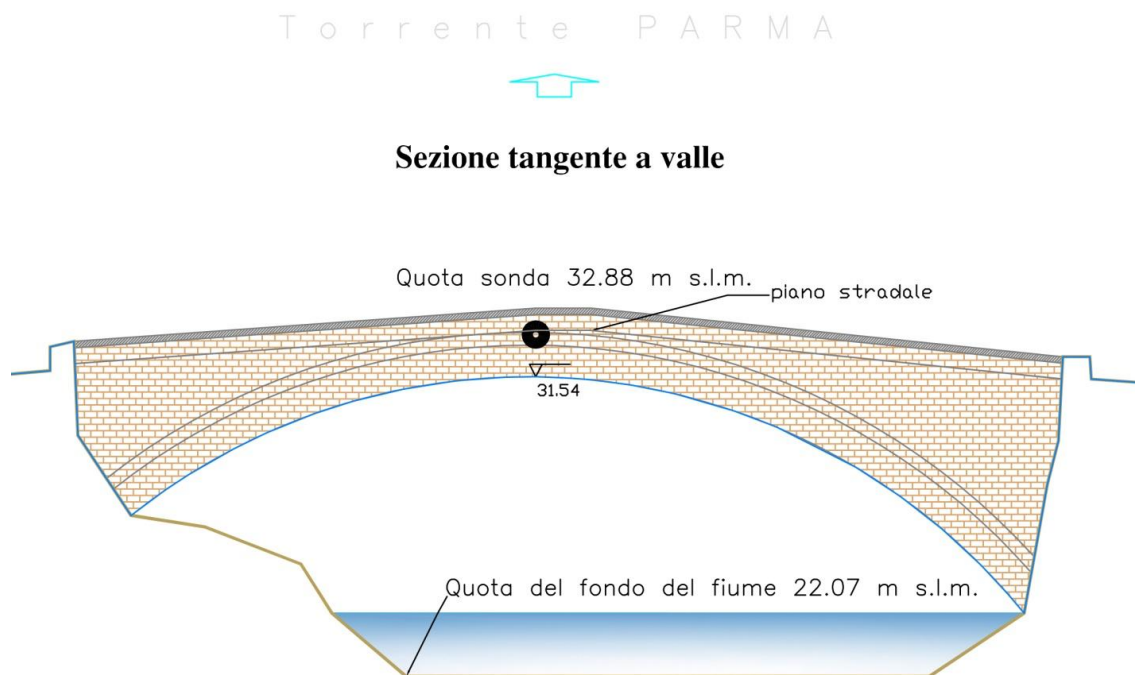 Torrente PARMA
Sezione tangente a valle
Quota sonda 32.88 m s.l.m.
piano stradale
31.54
Quota del fondo del fiume 22.07 m s.l.m.